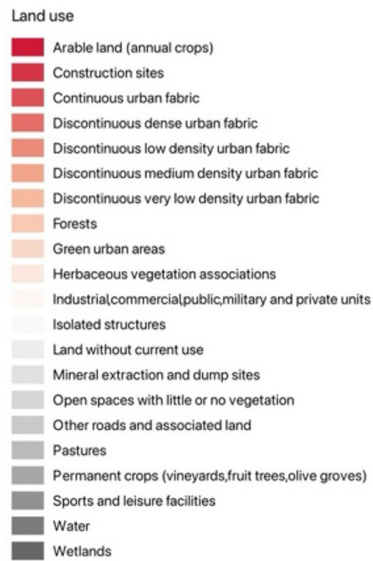 Land use
Arable land (annual crops)
Construction sites
Continuous urban fabric
Discontinuous dense urban fabric
Discontinuous low density urban fabric
Discontinuous medium density urban fabric
Discontinuous very low density urban fabric
Forests
Green urban areas
Herbaceous vegetation associations
Industrial,commercial,public,military and private units
Isolated structures
Land without current use
Mineral extraction and dump sites
Open spaces with little or no vegetation
Other roads and associated land
Pastures
Permanent crops (vineyards,fruit trees,olive groves)
Sports and leisure facilities
Water
Wetlands